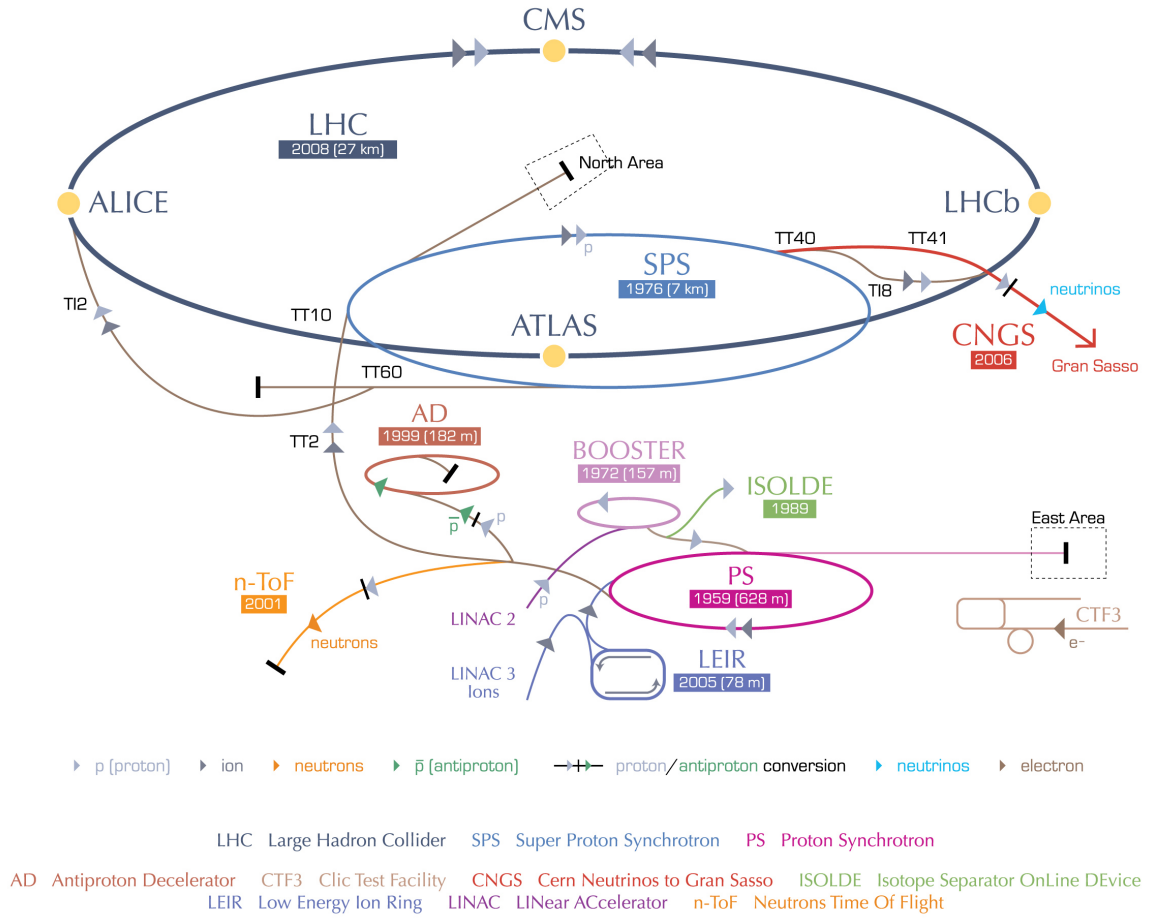 CMS
LHC
2008 (27 km)
North Area
ALICE
LHCb
p
TT40
TT41
SPS
1976 (7 km)
TI8
neutrinos
TI2
TT10
ATLAS
CNGS
2006
Gran Sasso
TT60
AD
1999 (182 m)
TT2
BOOSTER
1972 (157 m)
ISOLDE
1989
p̅
p
East Area
n-ToF
2001
PS
1959 (628 m)
p
LINAC 2
neutrons
CTF3
e-
LEIR
2005 (78 m)
LINAC 3
Ions
p (proton) ion neutrons p̅ (antiproton) proton/antiproton conversion neutrinos electron
LHC Large Hadron Collider SPS Super Proton Synchrotron PS Proton Synchrotron
AD Antiproton Decelerator CTF3 Clic Test Facility CNGS Cern Neutrinos to Gran Sasso ISOLDE Isotope Separator OnLine DEvice
LEIR Low Energy Ion Ring LINAC LINear ACcelerator n-ToF Neutrons Time Of Flight